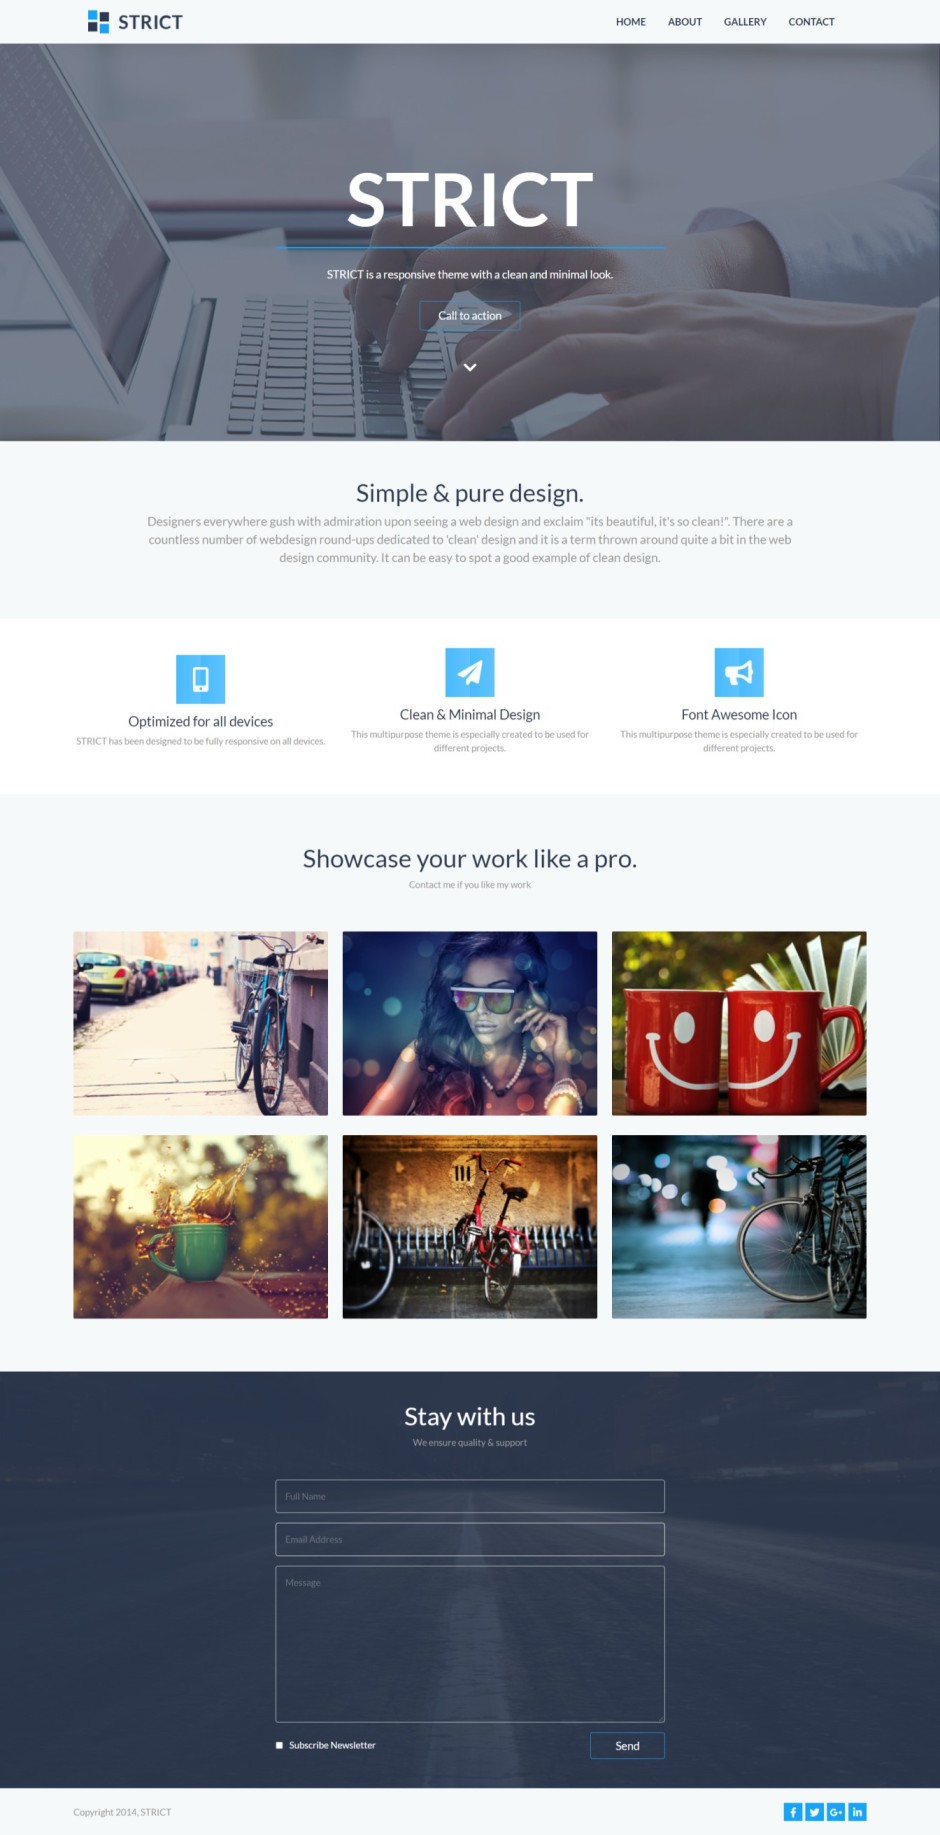 STRICT
HOME ABOUT GALLERY CONTACT
STRICT
STRICT is a responsive theme with a clean and minimal look.
Call to action
Simple & pure design.
Designers everywhere gush with admiration upon seeing a web design and exclaim "its beautiful, it's so clean!". There are a
countless number of webdesign round-ups dedicated to 'clean' design and it is a term thrown around quite a bit in the web
design community. It can be easy to spot a good example of clean design.
Optimized for all devices
STRICT has been designed to be fully responsive on all devices.
Clean & Minimal Design
This multipurpose theme is especially created to be used for
different projects.
Font Awesome Icon
This multipurpose theme is especially created to be used for
different projects.
Showcase your work like a pro.
Contact me if you like my work
Stay with us
We ensure quality & support
Full Name
Email Address
Message
Subscribe Newsletter
Send
Copyright 2014, STRICT